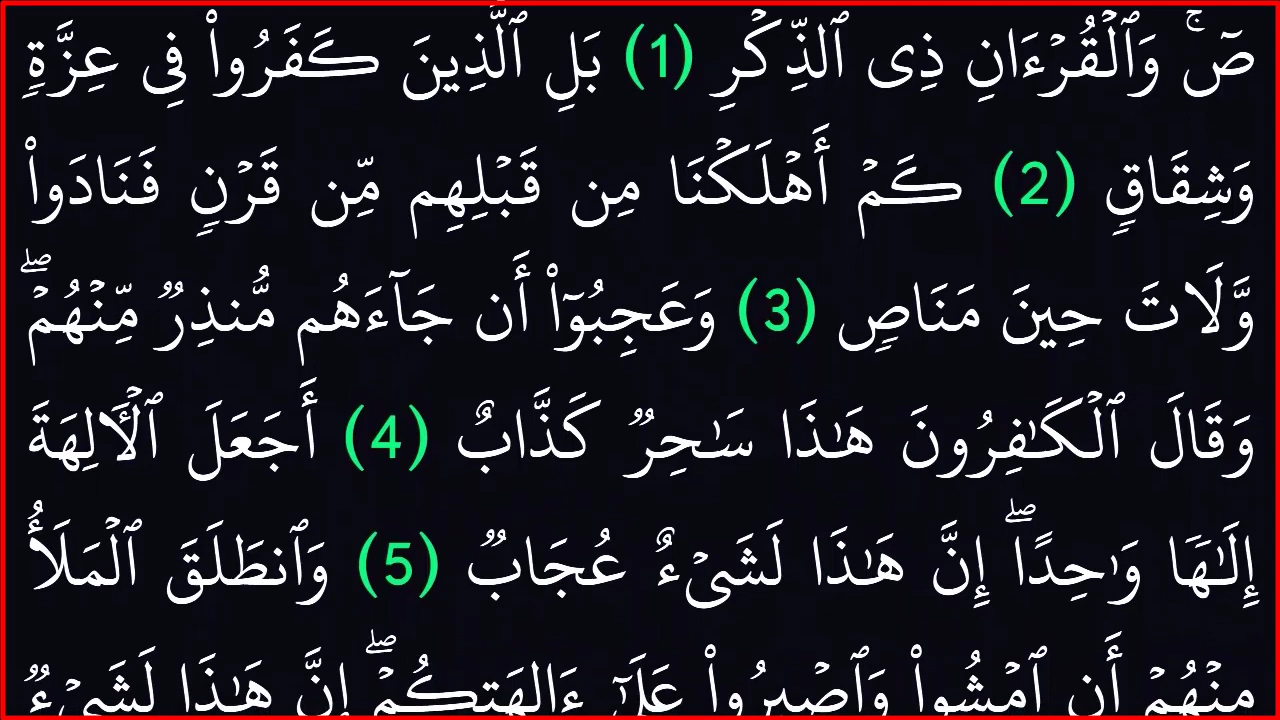 صٓ ۚ وَٱلْقُرْءَانِ ذِى ٱلذِّكْرِ (1) بَلِ ٱلَّذِينَ كَفَرُوا۟ فِى عِزَّةٍ
وَشِقَاقٍ (2) كَمْ أَهْلَكْنَا مِن قَبْلِهِم مِّن قَرْنٍ فَنَادَوا۟
وَّلَاتَ حِينَ مَنَاصٍ (3) وَعَجِبُوٓا۟ أَن جَآءَهُم مُّنذِرٌ مِّنْهُمْ ۖ
وَقَالَ ٱلْكَـٰفِرُونَ هَـٰذَا سَـٰحِرٌ كَذَّابٌ (4) أَجَعَلَ ٱلْـَٔالِهَةَ
إِلَـٰهًا وَٰحِدًا ۖ إِنَّ هَـٰذَا لَشَىْءٌ عُجَابٌ (5) وَٱنطَلَقَ ٱلْمَلَأُ
مِنْهُمْ أَنِ ٱمْشُوا۟ وَٱصْبِرُوا۟ عَلَىٰٓ ءَالِهَتِكُمْ ۖ إِنَّ هَـٰذَا لَشَىْءٌ